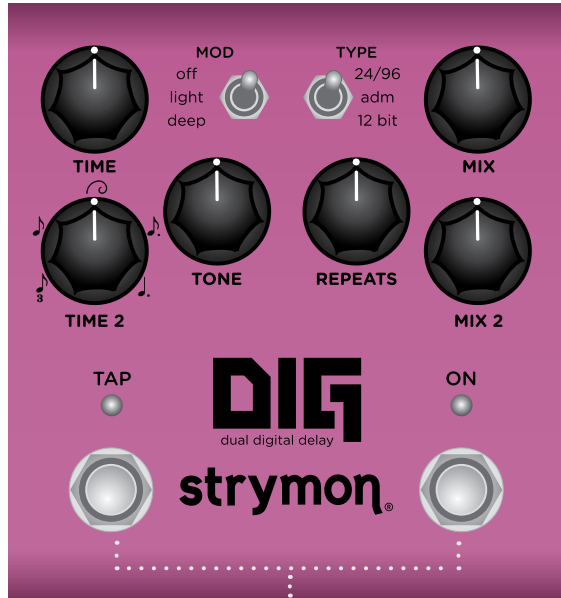 MOD
TYPE
off
24/96
light
adm
deep
12 bit
TIME
MIX
3
TONE
REPEATS
TIME 2
MIX 2
TAP
ON
DIG
dual digital delay
strymon®